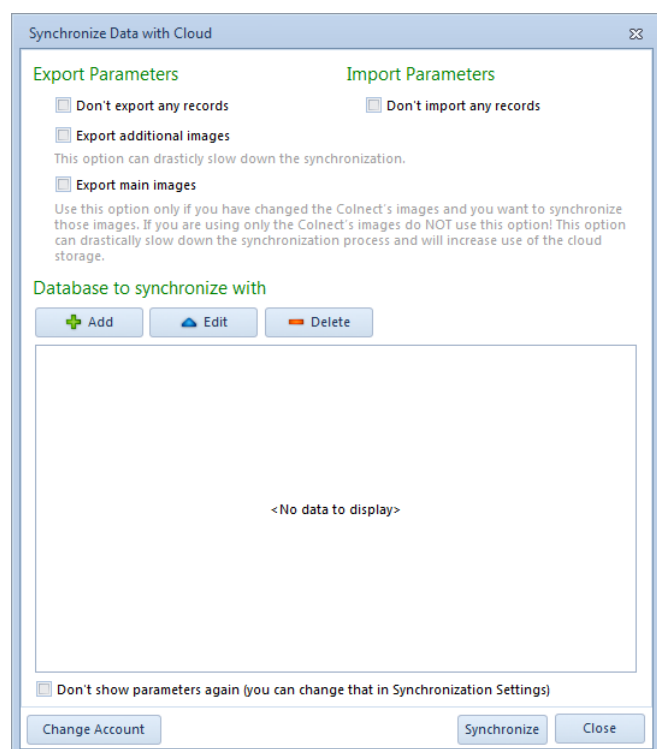 Synchronize Data with Cloud
Export Parameters
Import Parameters
Don't export any records
Don't import any records
Export additional images
This option can drasticly slow down the synchronization.
Export main images
Use this option only if you have changed the Colnect's images and you want to synchronize
those images. If you are using only the Colnect's images do NOT use this option! This option
can drastically slow down the synchronization process and will increase use of the cloud
storage.
Database to synchronize with
Add
Edit
Delete
<No data to display>
Don't show parameters again (you can change that in Synchronization Settings)
Change Account
Synchronize
Close